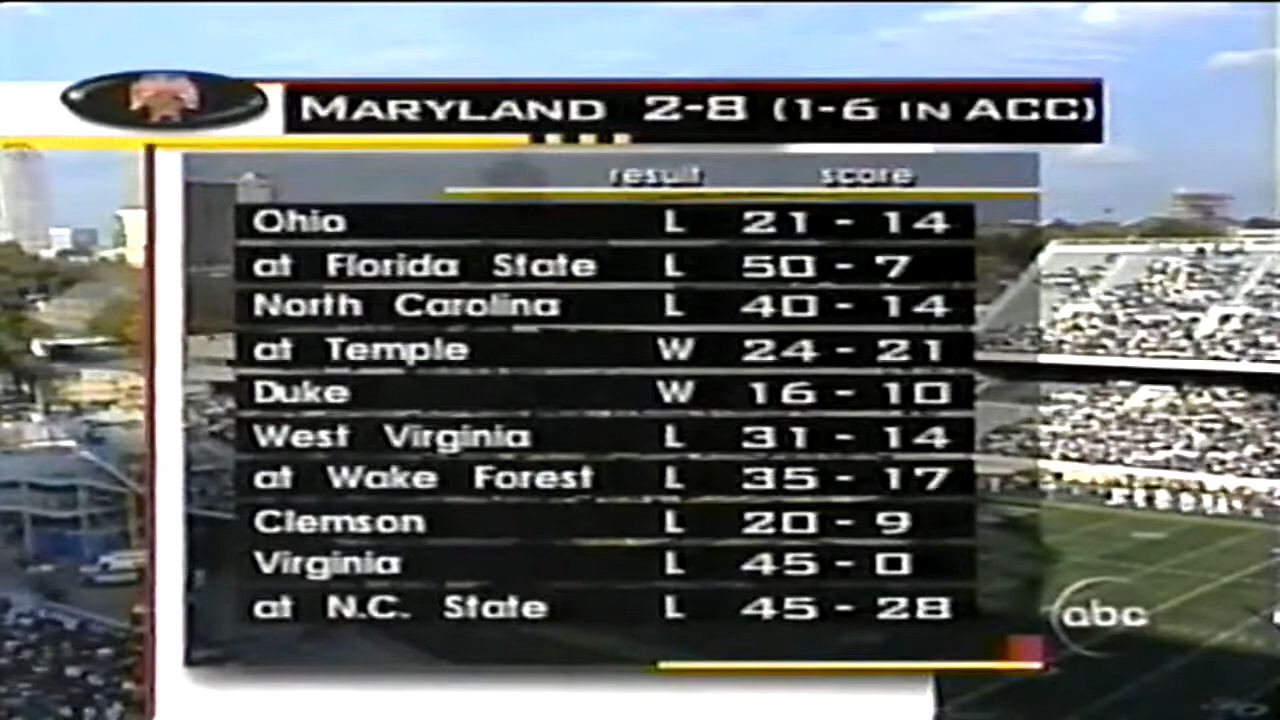 MARYLAND 2-8 (1-6 IN ACC)
result score
Ohio L 21 - 14
at Florida State L 50 - 7
North Carolina L 40 - 14
at Temple W 24 - 21
Duke W 16 - 10
West Virginia L 31 - 14
at Wake Forest L 35 - 17
Clemson L 20 - 9
Virginia L 45 - 0
at N.C. State L 45 - 28
abc